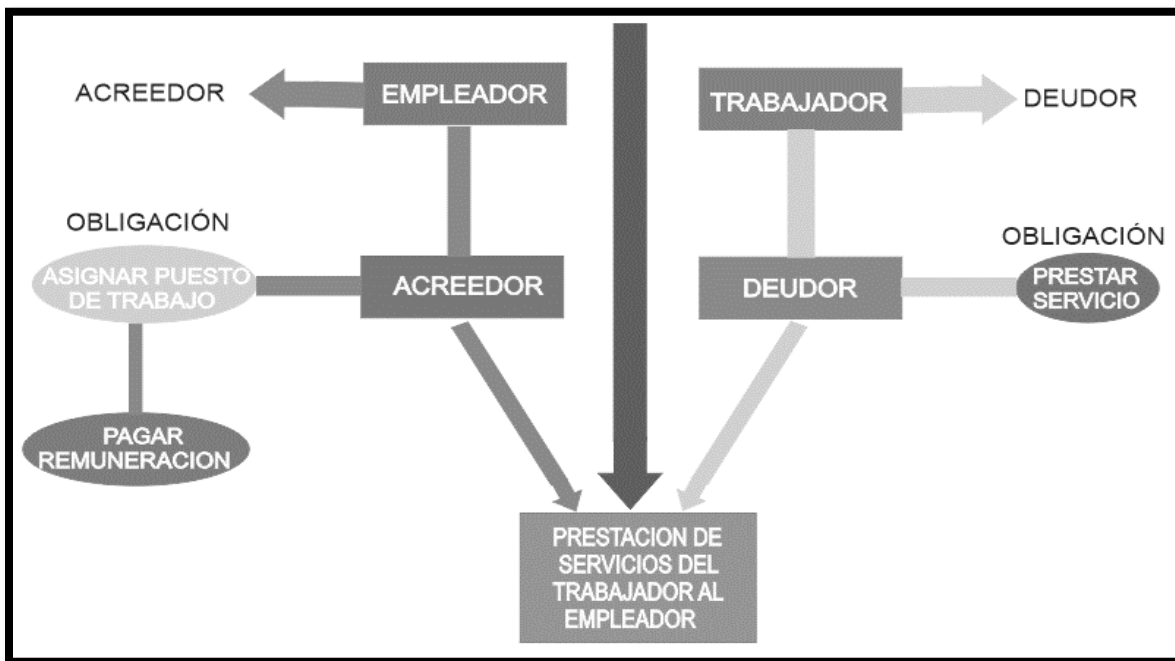 ACREEDOR
EMPLEADOR
TRABAJADOR
DEUDOR
OBLIGACIÓN
ASIGNAR PUESTO
DE TRABAJO
ACREEDOR
DEUDOR
OBLIGACIÓN
PRESTAR
SERVICIO
PAGAR
REMUNERACION
PRESTACION DE
SERVICIOS DEL
TRABAJADOR AL
EMPLEADOR